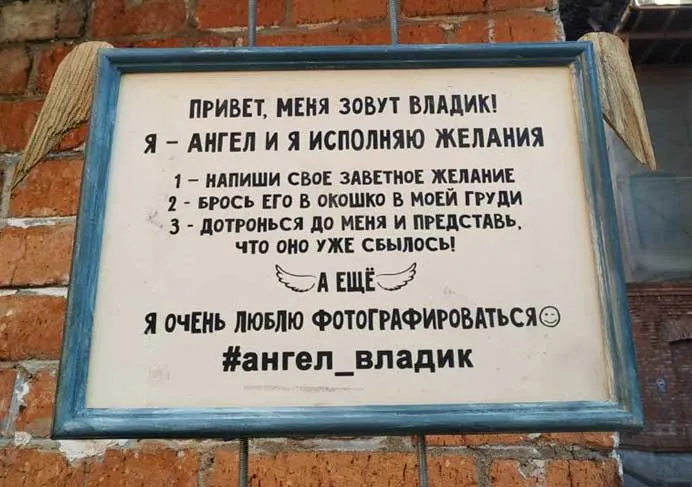 ПРИВЕТ, МЕНЯ ЗОВУТ ВЛАДИК!
Я – АНГЕЛ И Я ИСПОЛНЯЮ ЖЕЛАНИЯ
1 – НАПИШИ СВОЕ ЗАВЕТНОЕ ЖЕЛАНИЕ
2 - БРОСЬ ЕГО В ОКОШКО В МОЕЙ ГРУДИ
3 - ДОТРОНЬСЯ ДО МЕНЯ И ПРЕДСТАВЬ,
ЧТО ОНО УЖЕ СБЫЛОСЬ!
А ЕЩЁ
Я ОЧЕНЬ ЛЮБЛЮ ФОТОГРАФИРОВАТЬСЯ☺
#ангел_владик